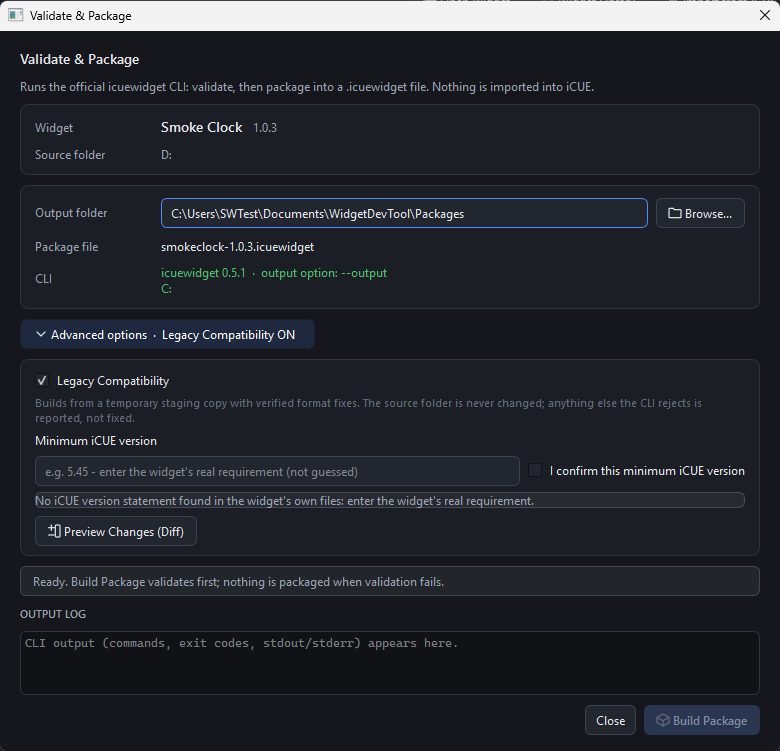 Validate & Package
Validate & Package
Runs the official icuewidget CLI: validate, then package into a .icuewidget file. Nothing is imported into iCUE.
Widget Smoke Clock 1.0.3
Source folder D:
Output folder C:\Users\SWTest\Documents\WidgetDevTool\Packages Browse...
Package file smokeclock-1.0.3.icuewidget
CLI icuewidget 0.5.1 · output option: --output
C:
Advanced options · Legacy Compatibility ON
Legacy Compatibility
Builds from a temporary staging copy with verified format fixes. The source folder is never changed; anything else the CLI rejects is
reported, not fixed.
Minimum iCUE version
e.g. 5.45 - enter the widget's real requirement (not guessed) I confirm this minimum iCUE version
No iCUE version statement found in the widget's own files: enter the widget's real requirement.
Preview Changes (Diff)
Ready. Build Package validates first; nothing is packaged when validation fails.
OUTPUT LOG
CLI output (commands, exit codes, stdout/stderr) appears here.
Close Build Package